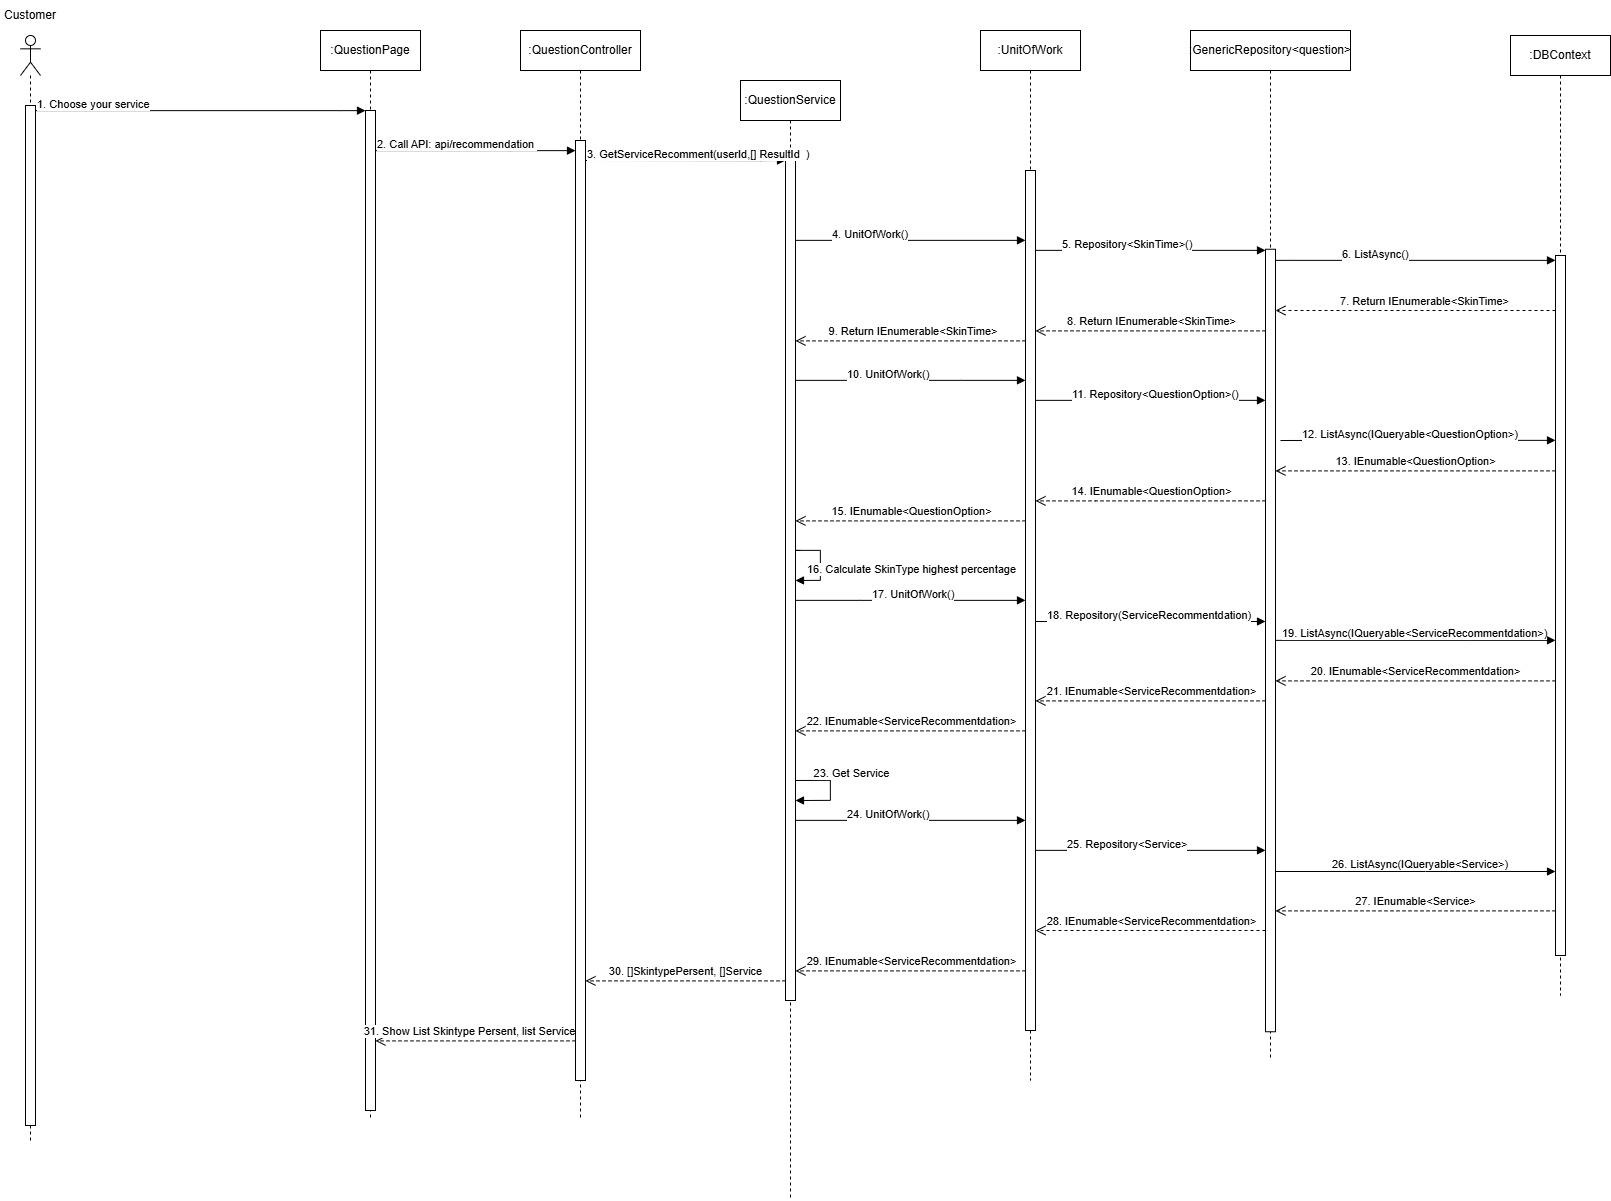 Customer
:QuestionPage
:QuestionController
:QuestionService
:UnitOfWork
GenericRepository<question>
:DBContext
1. Choose your service
2. Call API: api/recommendation
3. GetServiceRecomment(userId,[] ResultId )
4. UnitOfWork()
5. Repository<SkinTime>()
6. ListAsync()
7. Return IEnumerable<SkinTime>
8. Return IEnumerable<SkinTime>
9. Return IEnumerable<SkinTime>
10. UnitOfWork()
11. Repository<QuestionOption>()
12. ListAsync(IQueryable<QuestionOption>)
13. IEnumable<QuestionOption>
14. IEnumable<QuestionOption>
15. IEnumable<QuestionOption>
16. Calculate SkinType highest percentage
17. UnitOfWork()
18. Repository(ServiceRecommentdation)
19. ListAsync(IQueryable<ServiceRecommentdation>)
20. IEnumable<ServiceRecommentdation>
21. IEnumable<ServiceRecommentdation>
22. IEnumable<ServiceRecommentdation>
23. Get Service
24. UnitOfWork()
25. Repository<Service>
26. ListAsync(IQueryable<Service>)
27. IEnumable<Service>
28. IEnumable<ServiceRecommentdation>
29. IEnumable<ServiceRecommentdation>
30. []SkintypePersent, []Service
31. Show List Skintype Persent, list Service